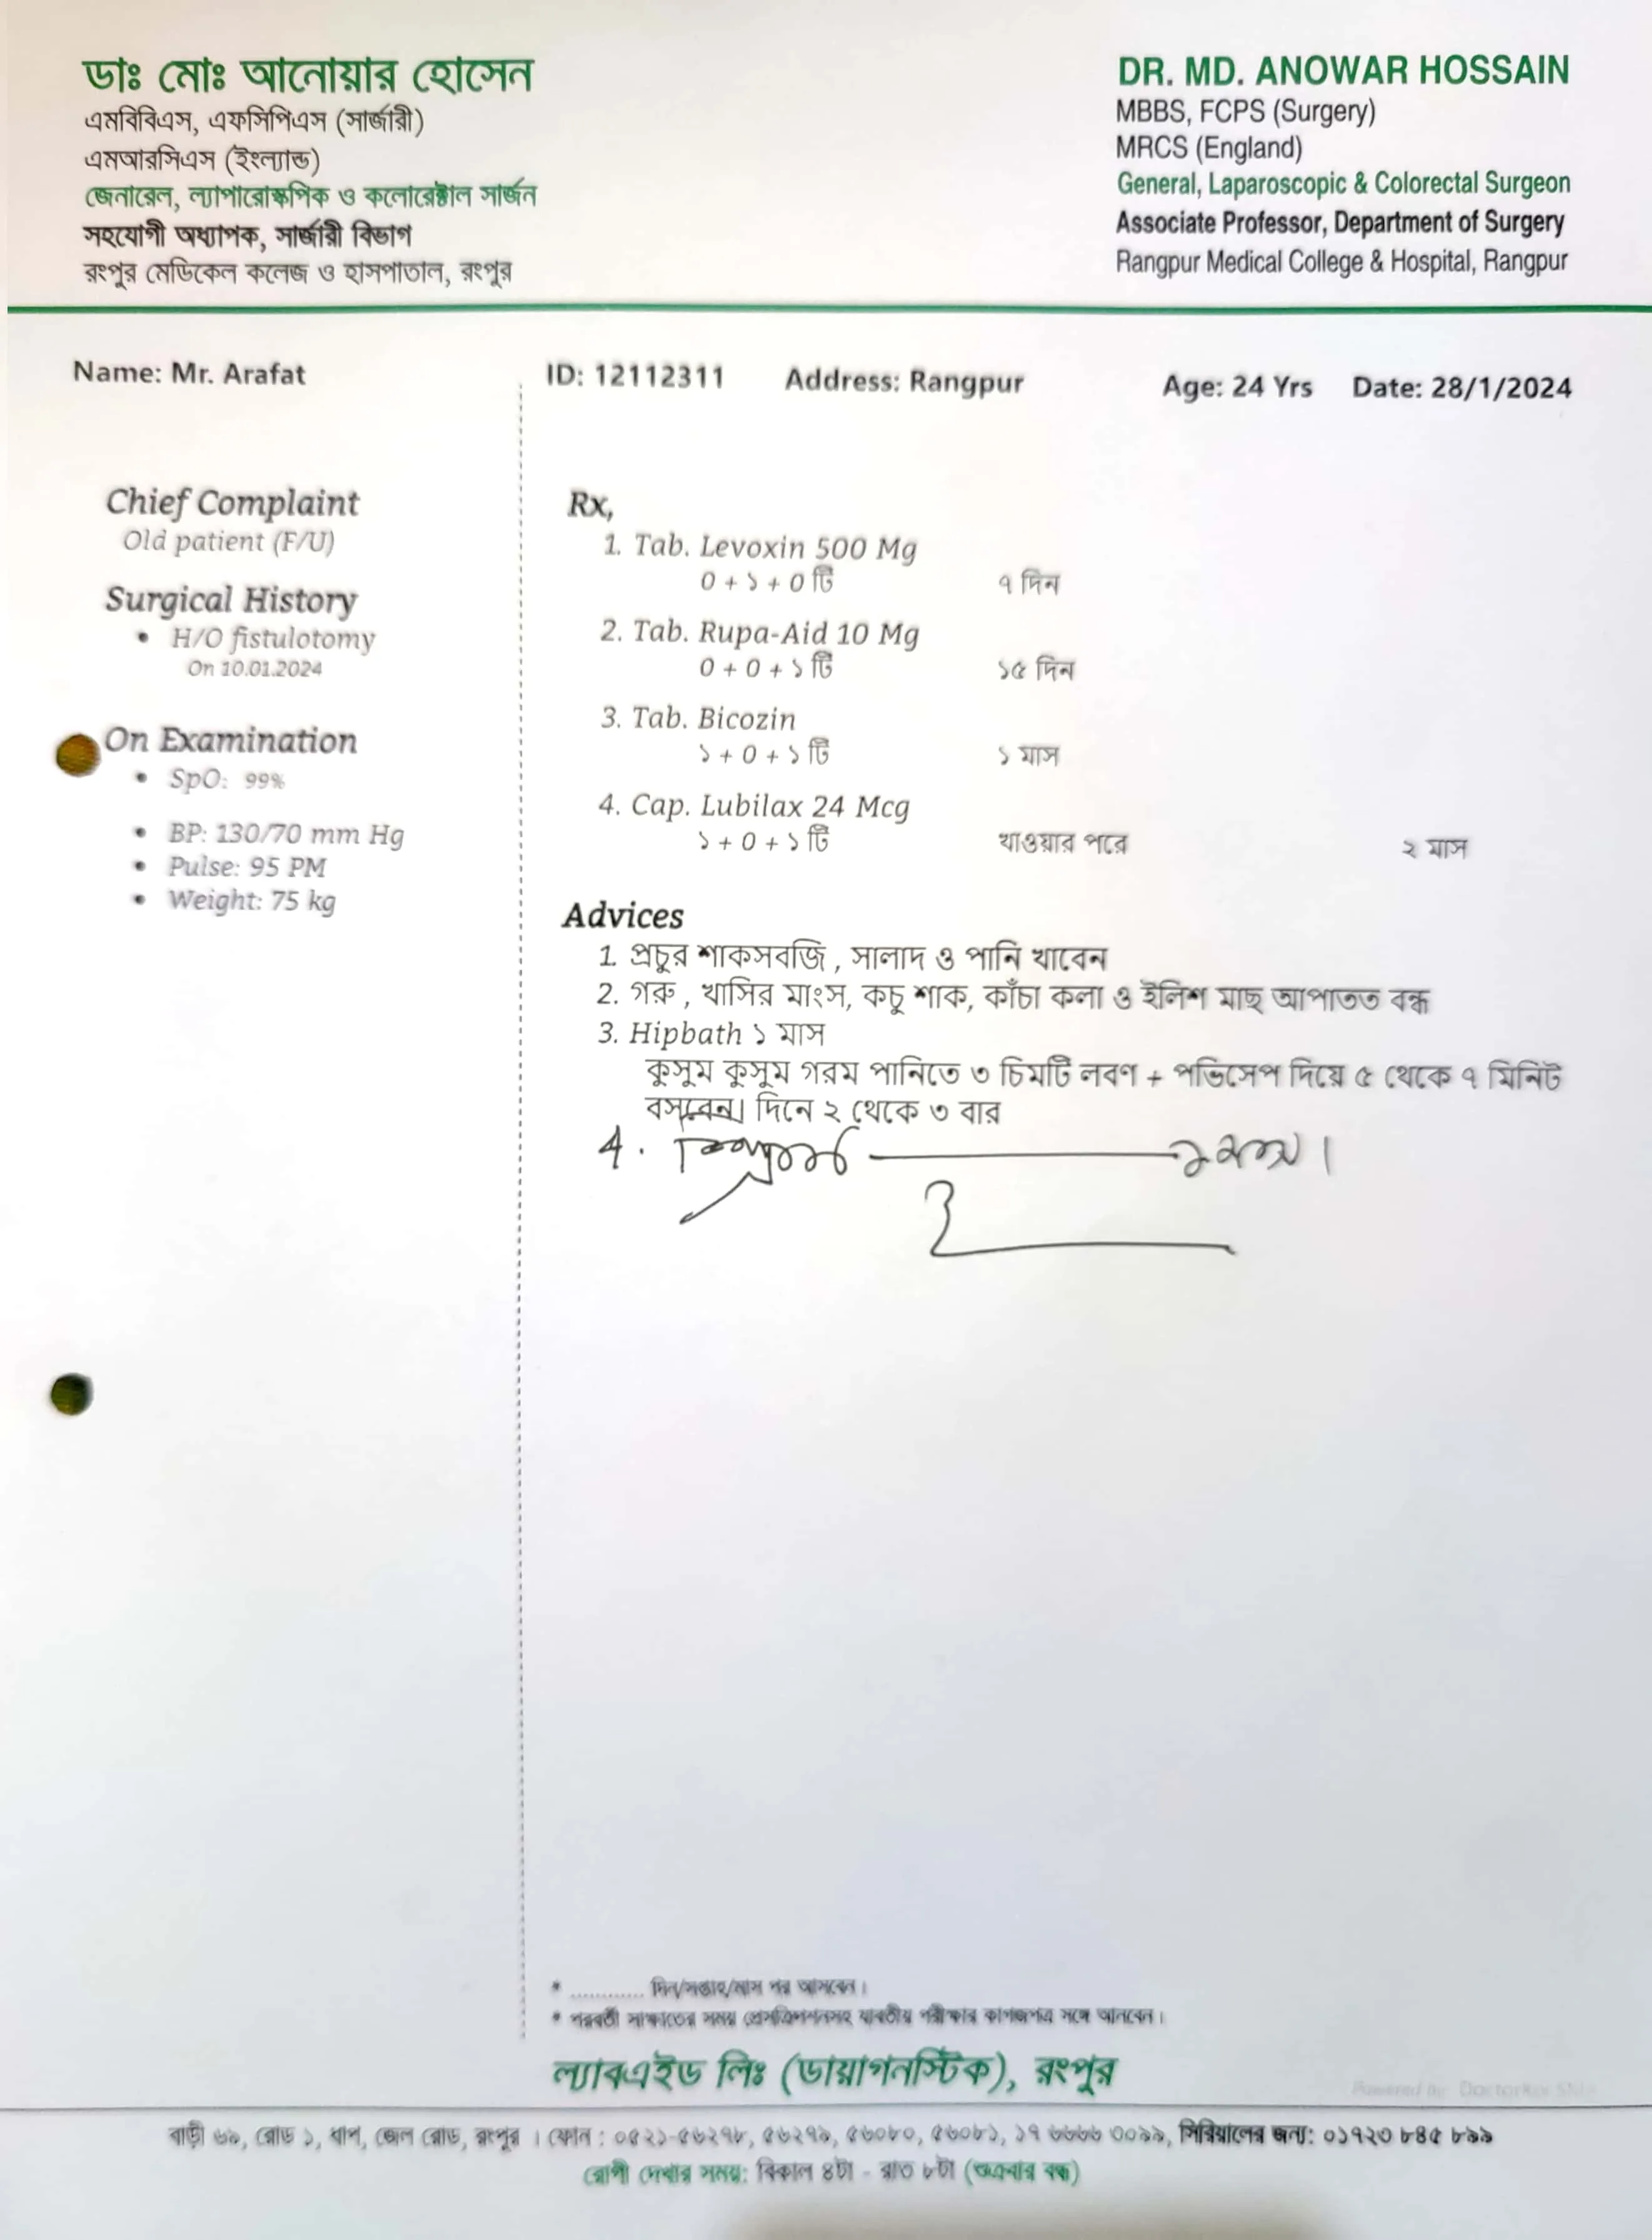 ডাঃ মোঃ আনোয়ার হোসেন
এমবিবিএস, এফসিপিএস (সার্জারী)
এমআরসিএস (ইংল্যান্ড)
জেনারেল, ল্যাপারোস্কপিক ও কলোরেক্টাল সার্জন
সহযোগী অধ্যাপক, সার্জারী বিভাগ
রংপুর মেডিকেল কলেজ ও হাসপাতাল, রংপুর
DR. MD. ANOWAR HOSSAIN
MBBS, FCPS (Surgery)
MRCS (England)
General, Laparoscopic & Colorectal Surgeon
Associate Professor, Department of Surgery
Rangpur Medical College & Hospital, Rangpur
Name: Mr. Arafat ID: 12112311 Address: Rangpur Age: 24 Yrs Date: 28/1/2024
Chief Complaint
Old patient (F/U)
Surgical History
• H/O fistulotomy
On 10.01.2024
On Examination
• SpO: 99%
• BP: 130/70 mm Hg
• Pulse: 95 PM
• Weight: 75 kg
Rx,
1. Tab. Levoxin 500 Mg
0 + ১ + 0 টি ৭ দিন
2. Tab. Rupa-Aid 10 Mg
0 + 0 + ১ টি ১৫ দিন
3. Tab. Bicozin
১ + 0 + ১ টি ১ মাস
4. Cap. Lubilax 24 Mcg
১ + 0 + ১ টি খাওয়ার পরে ২ মাস
Advices
1. প্রচুর শাকসবজি , সালাদ ও পানি খাবেন
2. গরু , খাসির মাংস, কচু শাক, কাঁচা কলা ও ইলিশ মাছ আপাতত বন্ধ
3. Hipbath ১ মাস
কুসুম কুসুম গরম পানিতে ৩ চিমটি লবণ + পভিসেপ দিয়ে ৫ থেকে ৭ মিনিট
বসবেন। দিনে ২ থেকে ৩ বার
4.
* ............ দিন/সপ্তাহ/মাস পর আসবেন।
* পরবর্তী সাক্ষাতের সময় প্রেসক্রিপশনসহ যাবতীয় পরীক্ষার কাগজপত্র সঙ্গে আনবেন।
ল্যাবএইড লিঃ (ডায়াগনস্টিক), রংপুর
Powered by
বাড়ী ৬৯, রোড ১, ধাপ, জেল রোড, রংপুর । ফোন : ০৫২১-৫৬২৭৮, ৫৬২৭৯, ৫৬০৮০, ৫৬০৮১, ১৭ ৬৬৬৬ ৩০৯৯, সিরিয়ালের জন্য: ০১৭২৩ ৮৪৫ ৮৯৯
রোগী দেখার সময়: বিকাল ৪টা - রাত ৮টা (শুক্রবার বন্ধ)